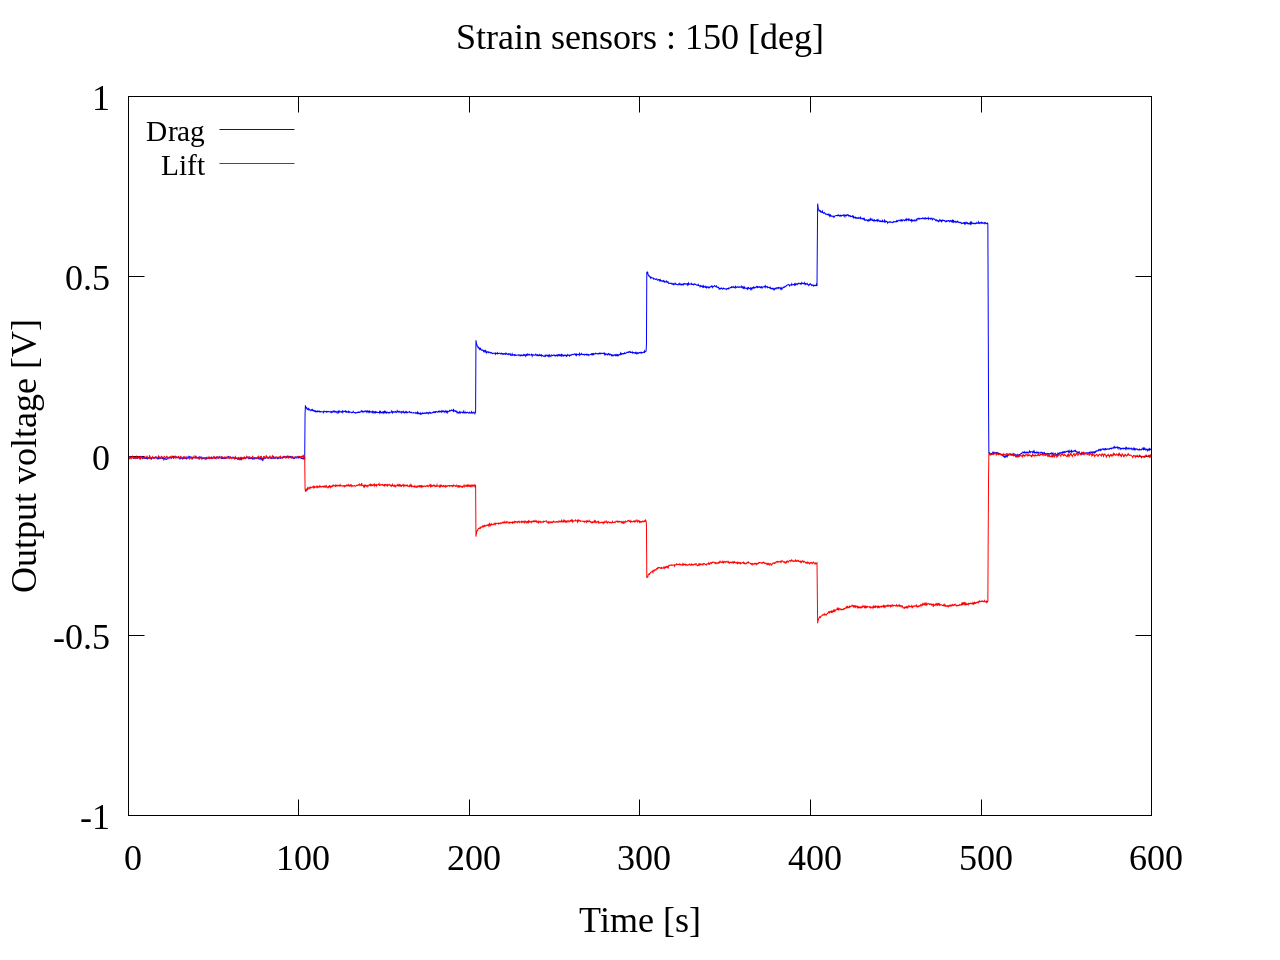 Strain sensors : 150 [deg]
Drag
Lift
1
0.5
0
-0.5
-1
Output voltage [V]
0 100 200 300 400 500 600
Time [s]